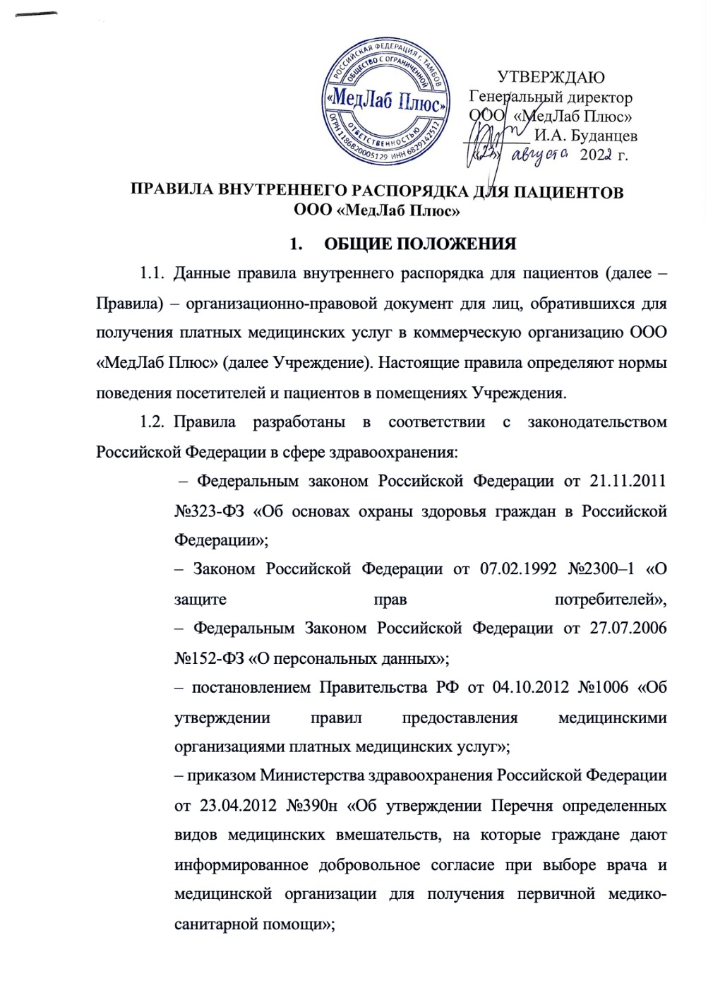 РОССИЙСКАЯ ФЕДЕРАЦИЯ г. ТАМБОВ
ОБЩЕСТВО С ОГРАНИЧЕННОЙ
«МедЛаб Плюс»
ОТВЕТСТВЕННОСТЬЮ
ОГРН 1186820005129 ИНН 6829142512
УТВЕРЖДАЮ
Генеральный директор
ООО «МедЛаб Плюс»
И.А. Буданцев
«23» августа 2022 г.
ПРАВИЛА ВНУТРЕННЕГО РАСПОРЯДКА ДЛЯ ПАЦИЕНТОВ
ООО «МедЛаб Плюс»
1. ОБЩИЕ ПОЛОЖЕНИЯ
1.1. Данные правила внутреннего распорядка для пациентов (далее –
Правила) – организационно-правовой документ для лиц, обратившихся для
получения платных медицинских услуг в коммерческую организацию ООО
«МедЛаб Плюс» (далее Учреждение). Настоящие правила определяют нормы
поведения посетителей и пациентов в помещениях Учреждения.
1.2. Правила разработаны в соответствии с законодательством
Российской Федерации в сфере здравоохранения:
– Федеральным законом Российской Федерации от 21.11.2011
№323-ФЗ «Об основах охраны здоровья граждан в Российской
Федерации»;
– Законом Российской Федерации от 07.02.1992 №2300–1 «О
защите прав потребителей»,
– Федеральным Законом Российской Федерации от 27.07.2006
№152-ФЗ «О персональных данных»;
– постановлением Правительства РФ от 04.10.2012 №1006 «Об
утверждении правил предоставления медицинскими
организациями платных медицинских услуг»;
– приказом Министерства здравоохранения Российской Федерации
от 23.04.2012 №390н «Об утверждении Перечня определенных
видов медицинских вмешательств, на которые граждане дают
информированное добровольное согласие при выборе врача и
медицинской организации для получения первичной медико-
санитарной помощи»;